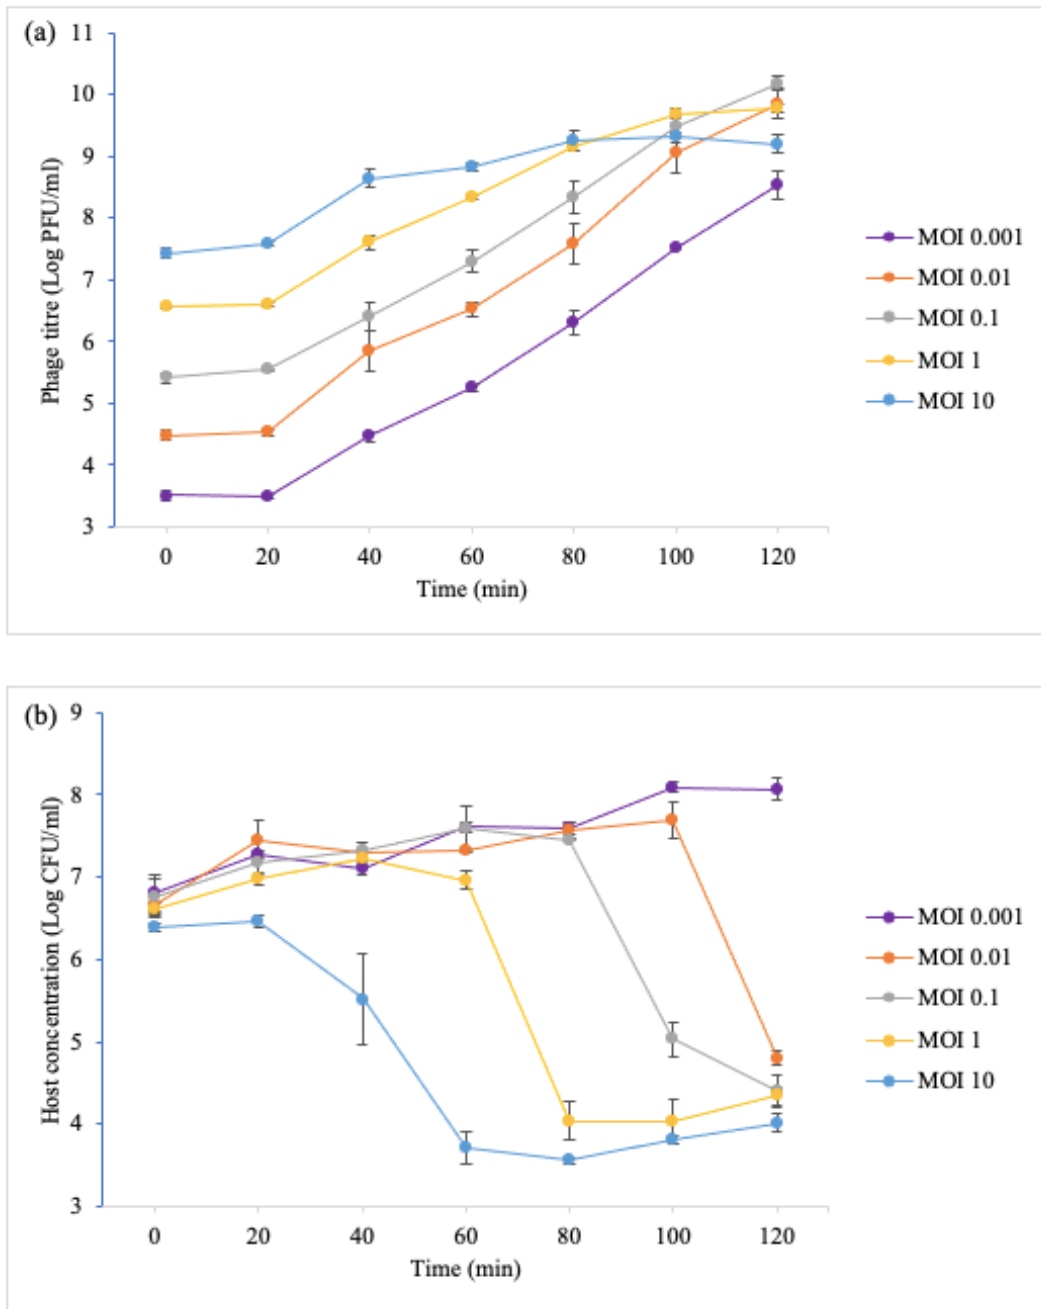 (a)
11
10
9
8
7
6
5
4
3
Phage titre (Log PFU/ml)
0 20 40 60 80 100 120
Time (min)
MOI 0.001
MOI 0.01
MOI 0.1
MOI 1
MOI 10
(b)
9
8
7
6
5
4
3
Host concentration (Log CFU/ml)
0 20 40 60 80 100 120
Time (min)
MOI 0.001
MOI 0.01
MOI 0.1
MOI 1
MOI 10